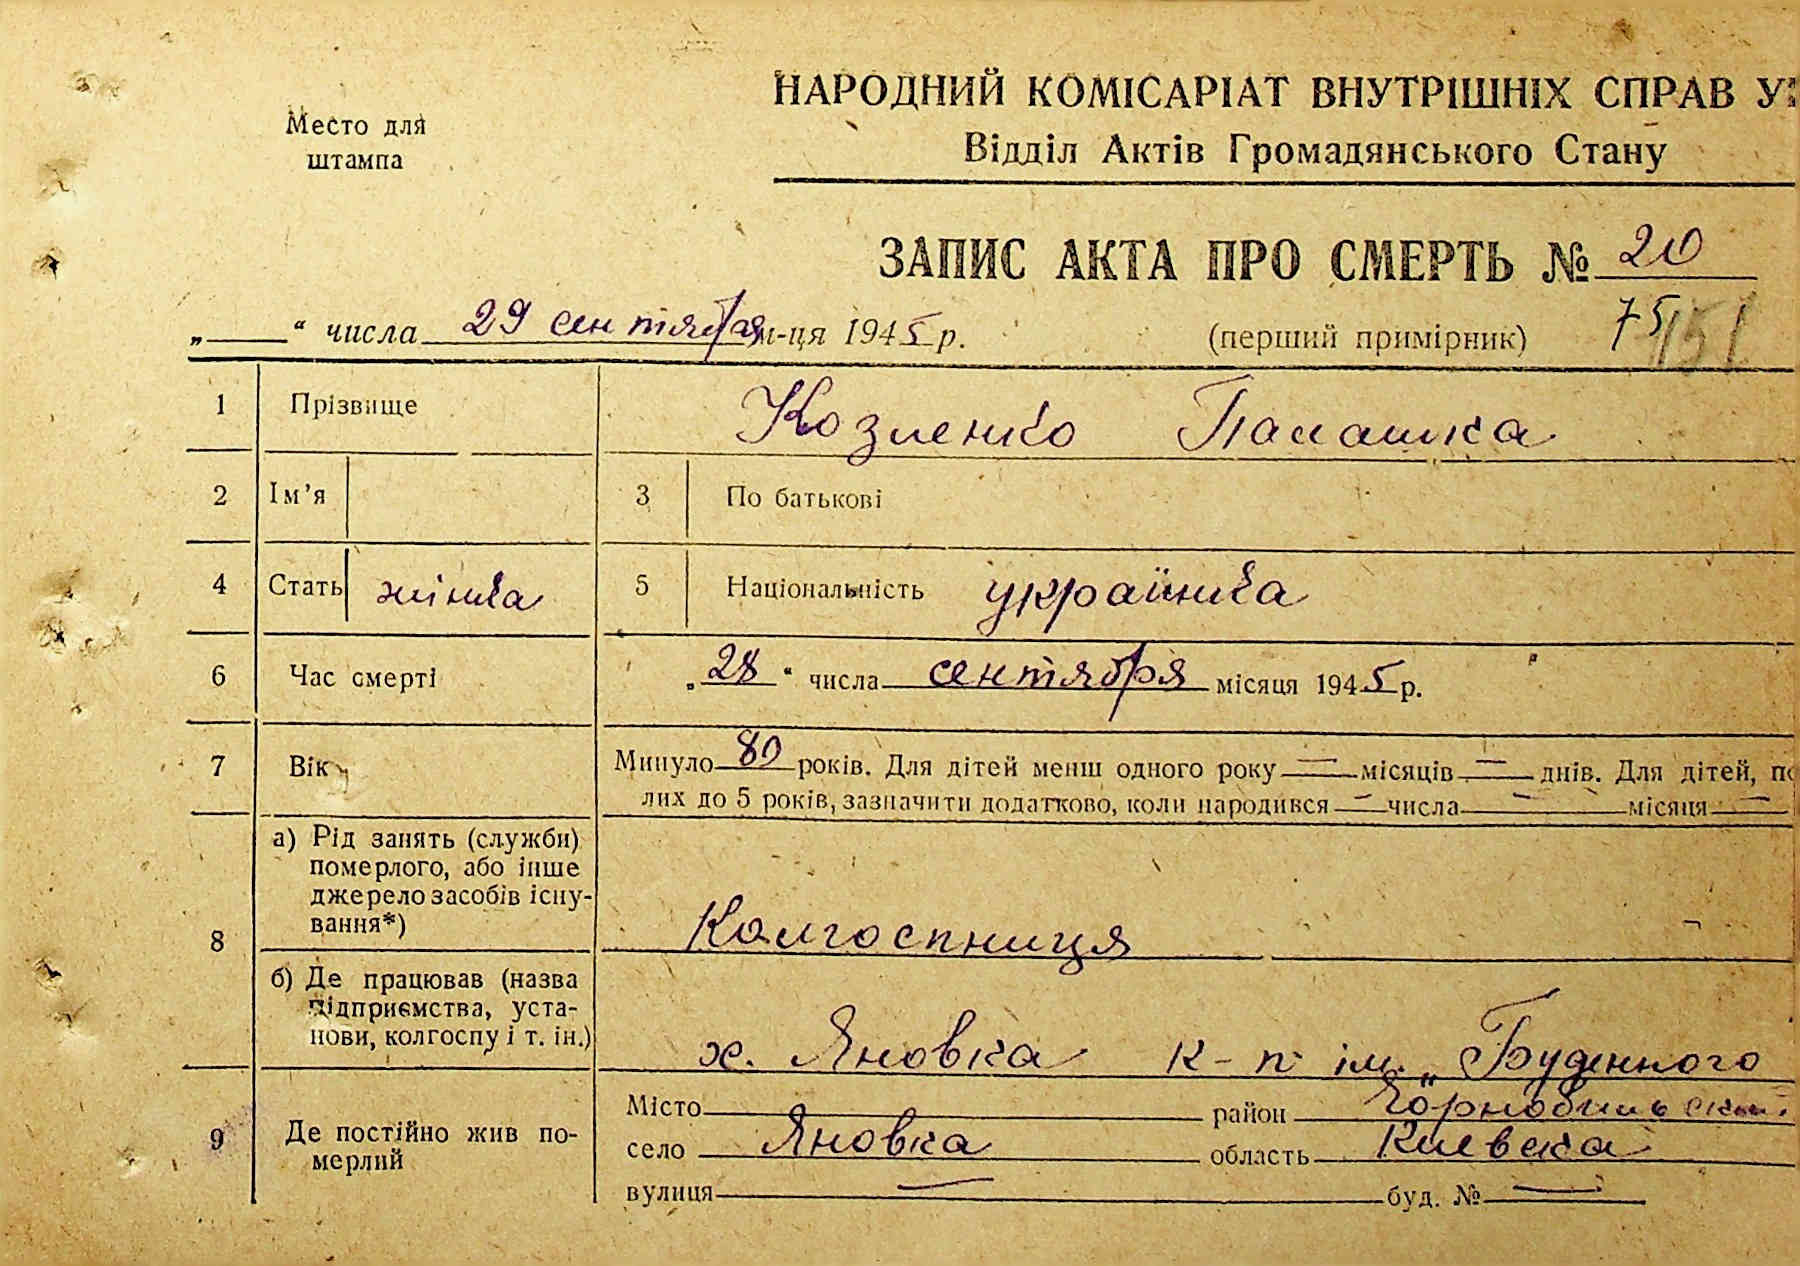 НАРОДНИЙ КОМІСАРІАТ ВНУТРІШНІХ СПРАВ У
Место для
штампа
Відділ Актів Громадянського Стану
ЗАПИС АКТА ПРО СМЕРТЬ № 20
„ “ числа 29 сентября м-ця 1945 р. (перший примірник) 75 151
1 Прізвище Козленко Палашка
2 Ім’я 3 По батькові
4 Стать жінка 5 Національність українка
6 Час смерті „28“ числа сентября місяця 1945 р.
7 Вік Минуло 80 років. Для дітей менш одного року — місяців — днів. Для дітей, по
лих до 5 років, зазначити додатково, коли народився — числа — місяця —
8 а) Рід занять (служби)
померлого, або інше
джерело засобів існу-
вання*) Колгоспниця
б) Де працював (назва
підприємства, уста-
нови, колгоспу і т. ін.) х. Яновка к-п ім. „Буденного
9 Де постійно жив по-
мерлий
Місто район Чорнобильський
село Яновка область Киевска
вулиця — буд. № —